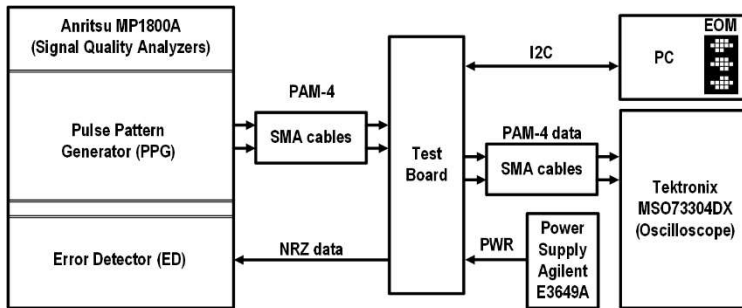 Anritsu MP1800A
(Signal Quality Analyzers)
Pulse Pattern
Generator (PPG)
Error Detector (ED)
PAM-4
SMA cables
NRZ data
Test
Board
I2C
PAM-4 data
SMA cables
PWR
Power
Supply
Agilent
E3649A
PC
EOM
Tektronix
MSO73304DX
(Oscilloscope)